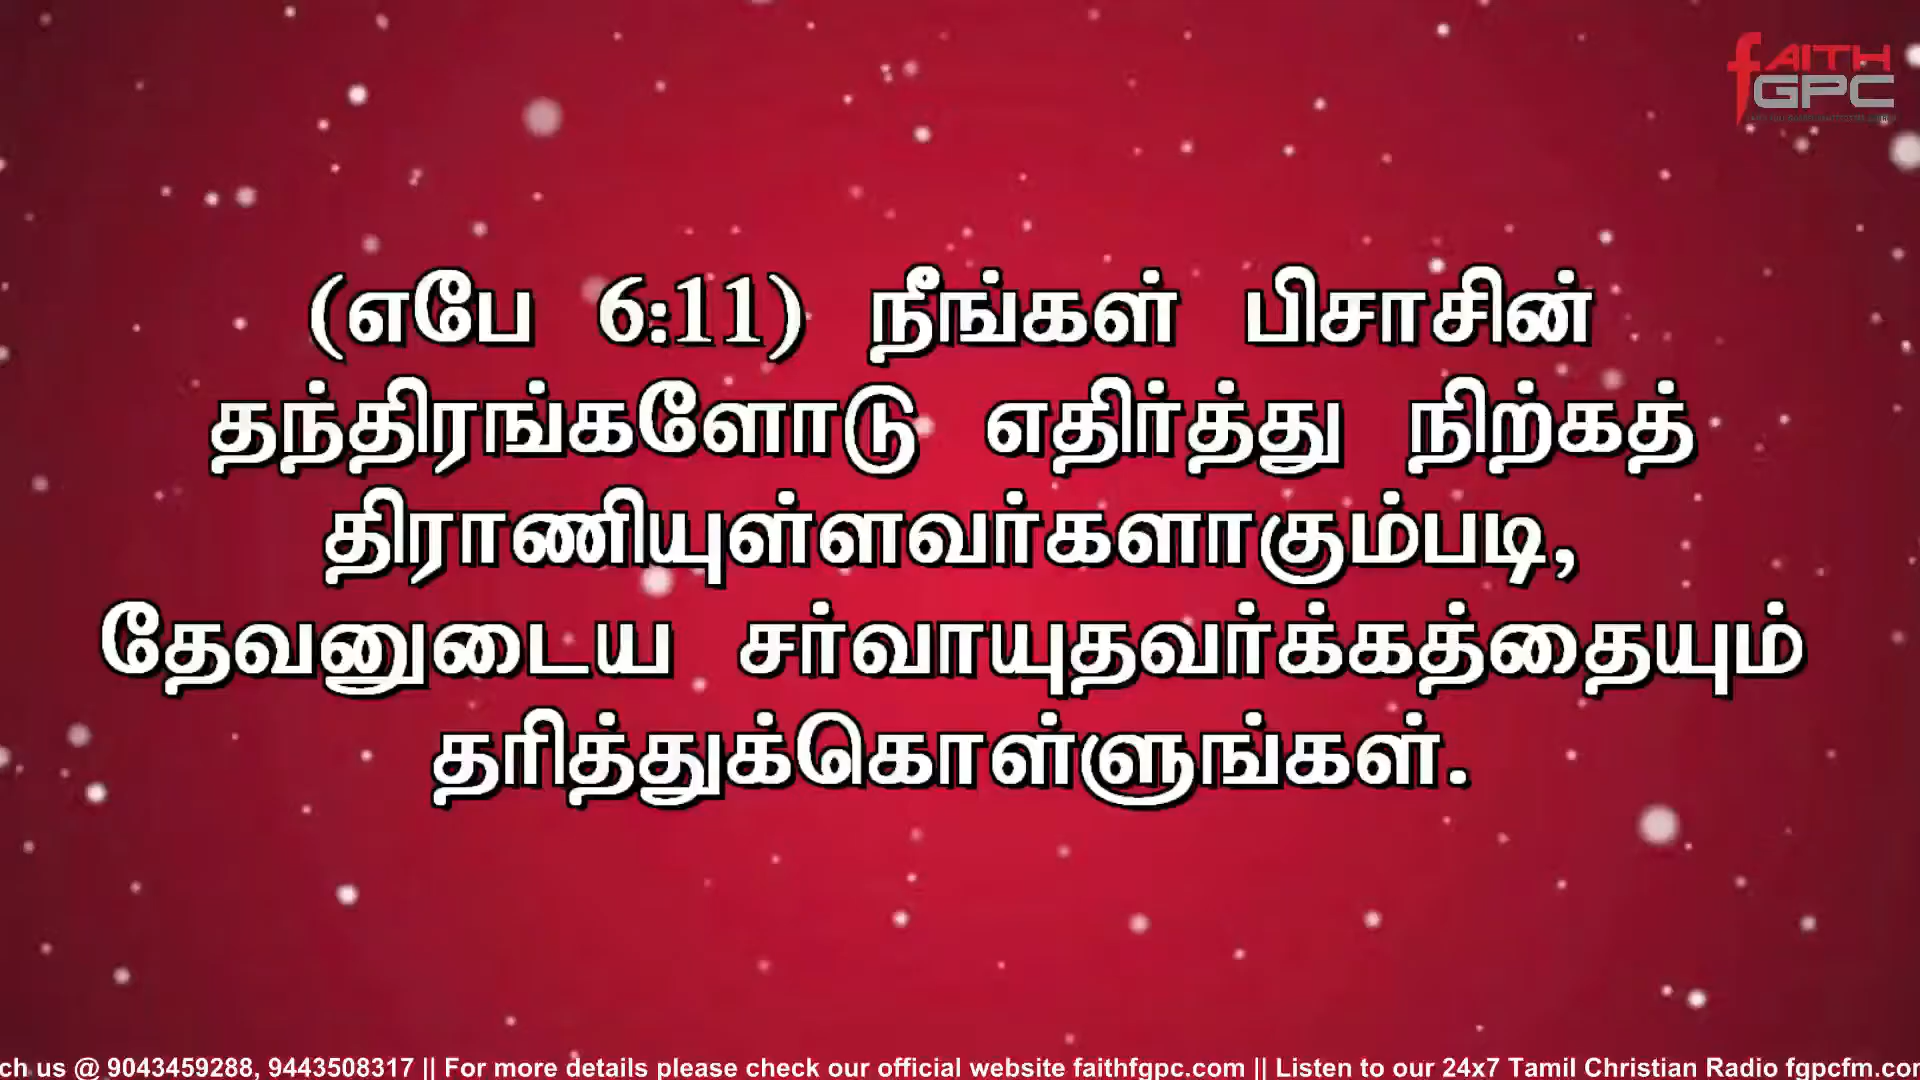 FAITH
GPC
(எபே 6:11) நீங்கள் பிசாசின்
தந்திரங்களோடு எதிர்த்து நிற்கத்
திராணியுள்ளவர்களாகும்படி,
தேவனுடைய சர்வாயுதவர்க்கத்தையும்
தரித்துக்கொள்ளுங்கள்.
ch us @ 9043459288, 9443508317 || For more details please check our official website faithfgpc.com || Listen to our 24x7 Tamil Christian Radio fgpcfm.co